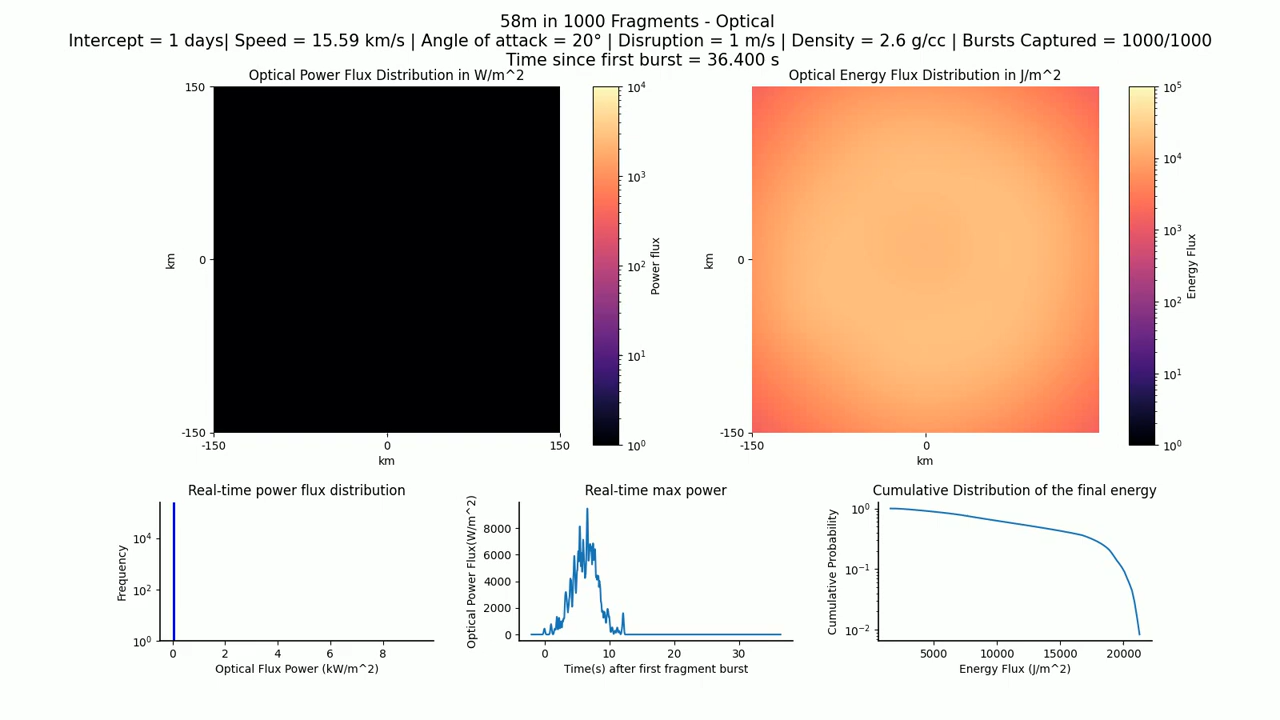 58m in 1000 Fragments - Optical
Intercept = 1 days| Speed = 15.59 km/s | Angle of attack = 20° | Disruption = 1 m/s | Density = 2.6 g/cc | Bursts Captured = 1000/1000
Time since first burst = 36.400 s
Optical Power Flux Distribution in W/m^2
150
0
-150
km
-150
0
150
km
10^4
10^3
10^2
10^1
10^0
Power flux
Optical Energy Flux Distribution in J/m^2
0
-150
km
-150
0
km
10^5
10^4
10^3
10^2
10^1
10^0
Energy Flux
Real-time power flux distribution
10^4
10^2
10^0
Frequency
0
2
4
6
8
Optical Flux Power (kW/m^2)
Real-time max power
8000
6000
4000
2000
0
Optical Power Flux(W/m^2)
0
10
20
30
Time(s) after first fragment burst
Cumulative Distribution of the final energy
10^0
10^-1
10^-2
Cumulative Probability
5000
10000
15000
20000
Energy Flux (J/m^2)